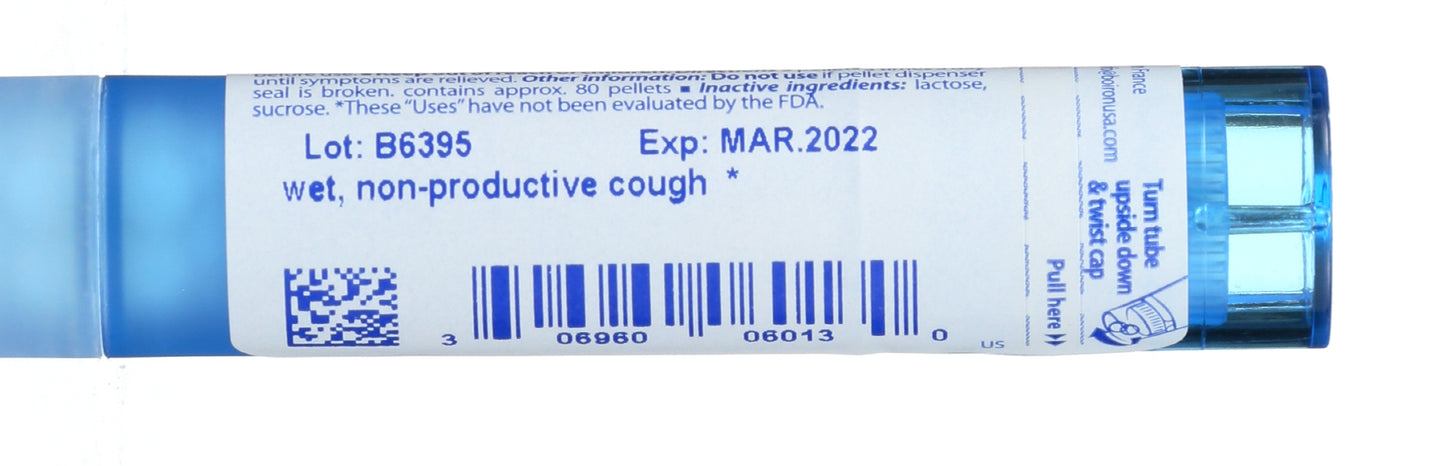 until symptoms are relieved. Other information: Do not use if pellet dispenser
seal is broken. contains approx. 80 pellets ■ Inactive ingredients: lactose,
sucrose. *These "Uses" have not been evaluated by the FDA.
Lot: B6395 Exp: MAR.2022
wet, non-productive cough *
3 06960 06013 0
US
Pull here
Turn tube
upside down
& twist cap